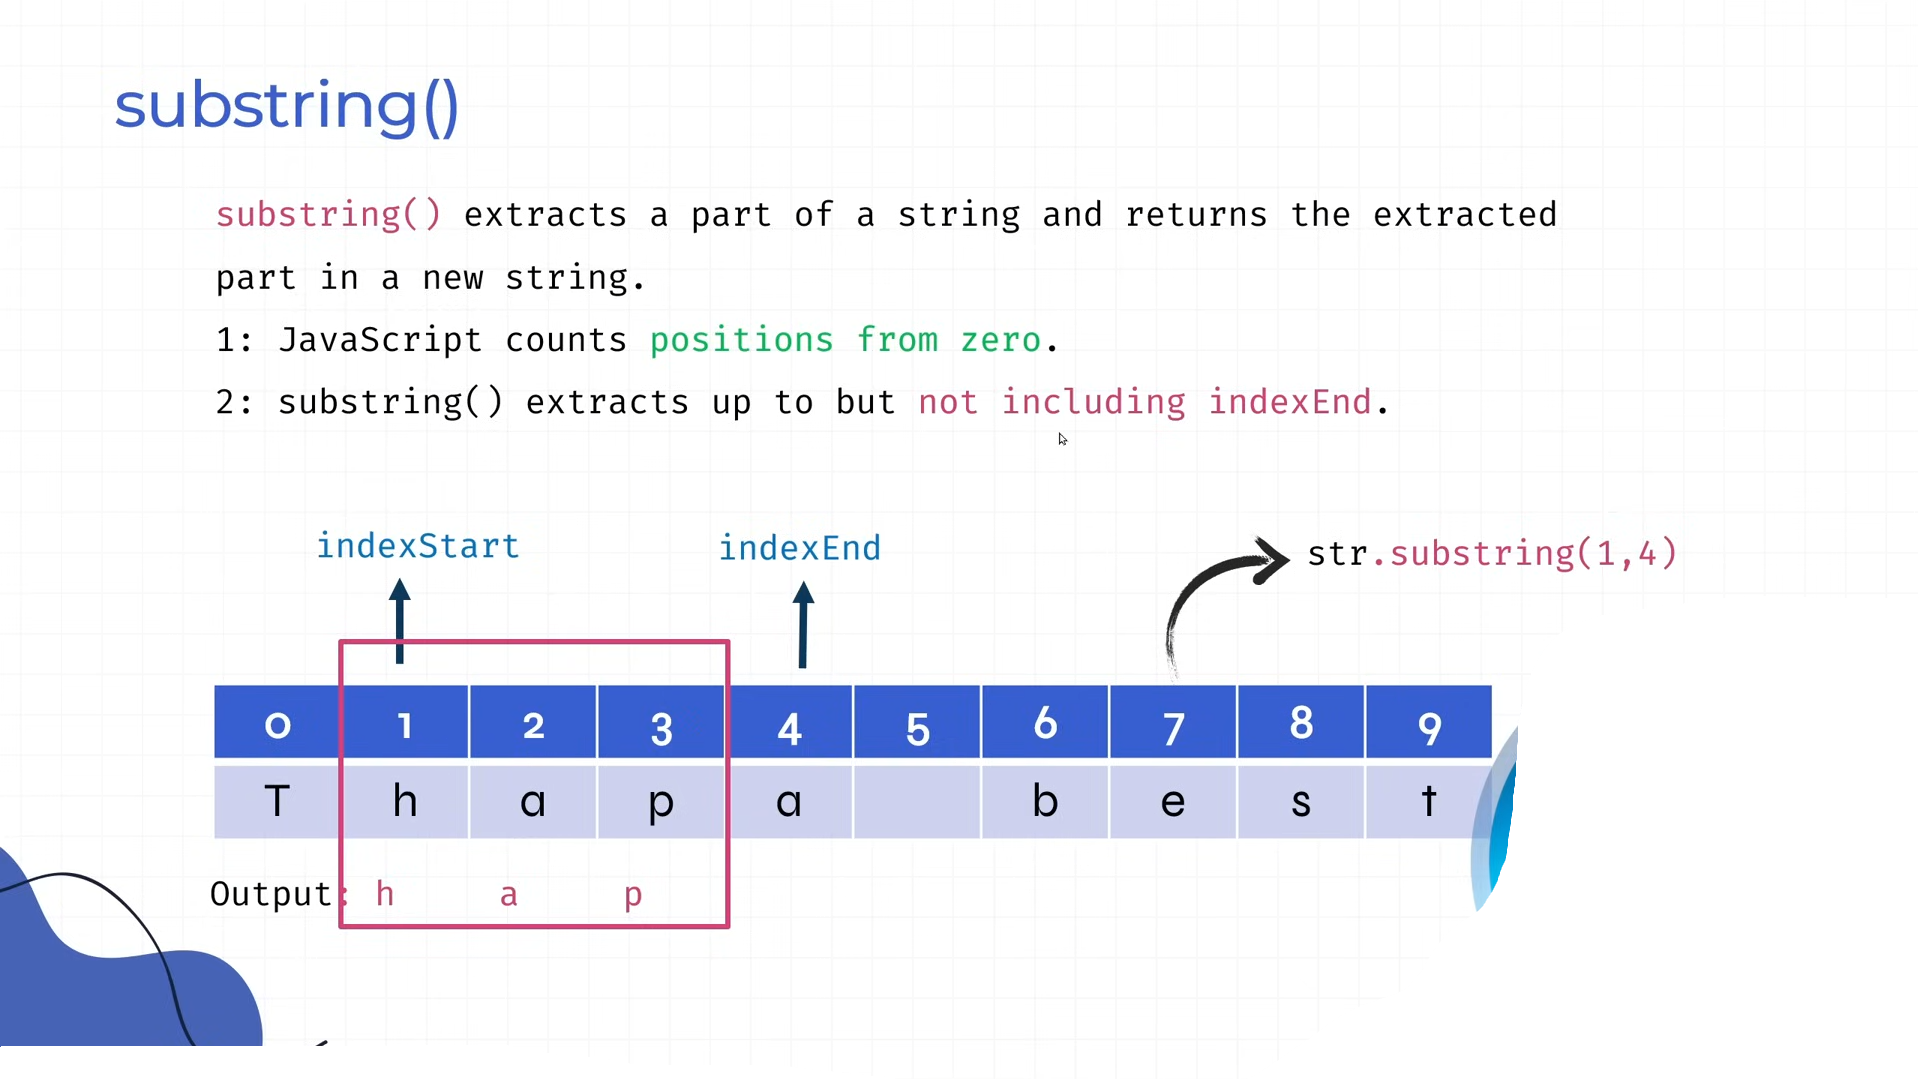 substring()
substring() extracts a part of a string and returns the extracted
part in a new string.
1: JavaScript counts positions from zero.
2: substring() extracts up to but not including indexEnd.
indexStart
indexEnd
str.substring(1,4)
0 1 2 3 4 5 6 7 8 9
T h a p a b e s t
Output: h a p